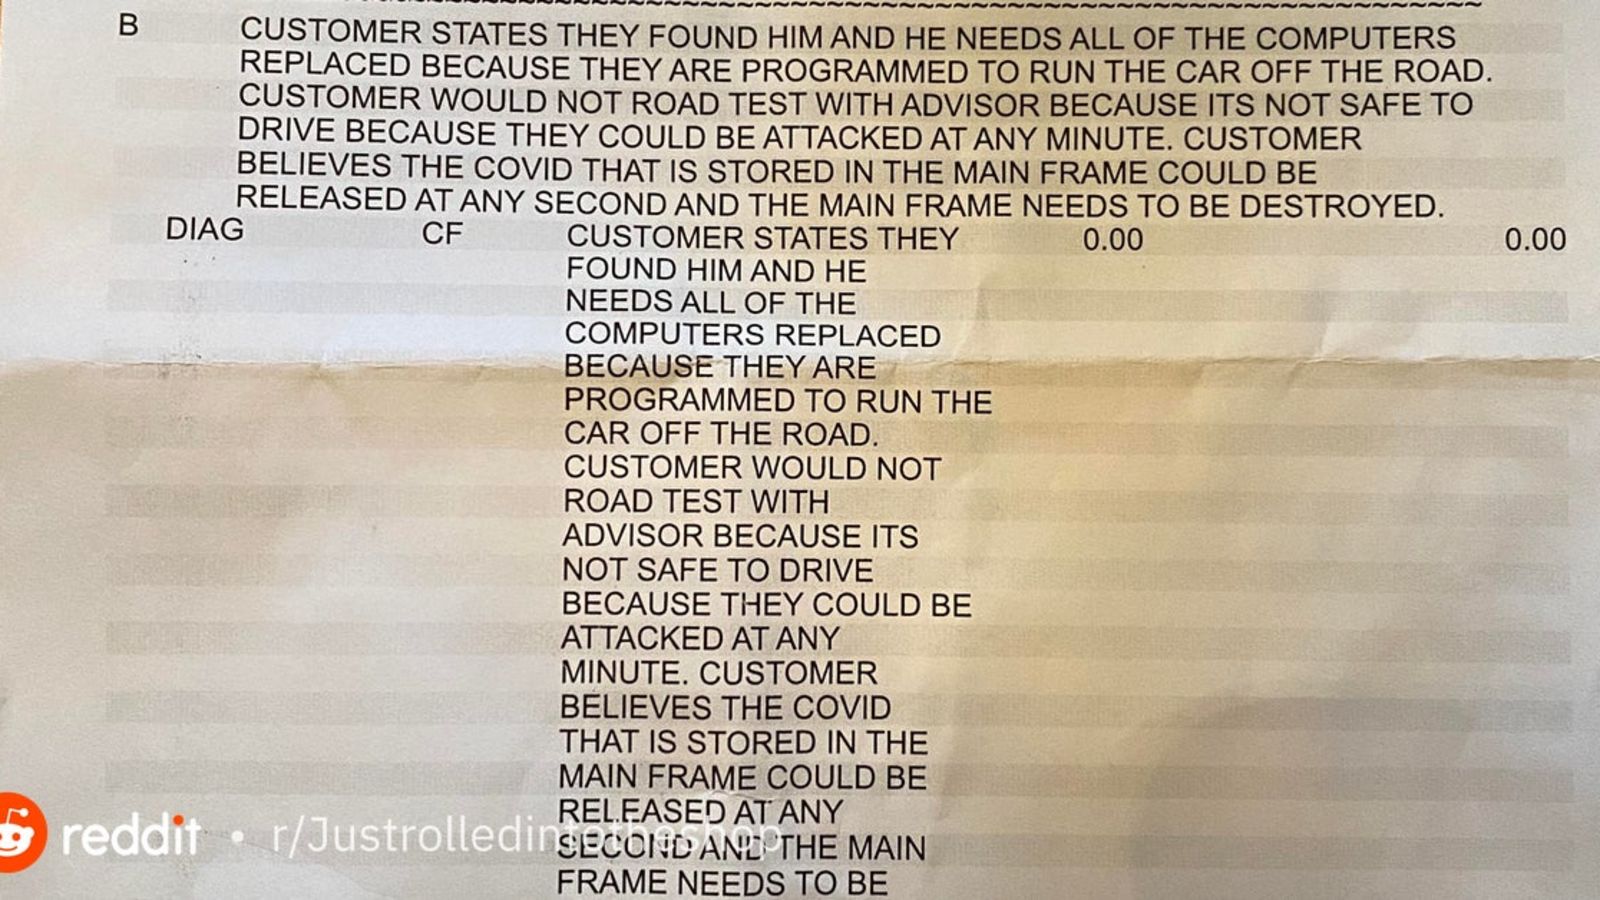 B CUSTOMER STATES THEY FOUND HIM AND HE NEEDS ALL OF THE COMPUTERS
REPLACED BECAUSE THEY ARE PROGRAMMED TO RUN THE CAR OFF THE ROAD.
CUSTOMER WOULD NOT ROAD TEST WITH ADVISOR BECAUSE ITS NOT SAFE TO
DRIVE BECAUSE THEY COULD BE ATTACKED AT ANY MINUTE. CUSTOMER
BELIEVES THE COVID THAT IS STORED IN THE MAIN FRAME COULD BE
RELEASED AT ANY SECOND AND THE MAIN FRAME NEEDS TO BE DESTROYED.
DIAG CF CUSTOMER STATES THEY 0.00 0.00
FOUND HIM AND HE
NEEDS ALL OF THE
COMPUTERS REPLACED
BECAUSE THEY ARE
PROGRAMMED TO RUN THE
CAR OFF THE ROAD.
CUSTOMER WOULD NOT
ROAD TEST WITH
ADVISOR BECAUSE ITS
NOT SAFE TO DRIVE
BECAUSE THEY COULD BE
ATTACKED AT ANY
MINUTE. CUSTOMER
BELIEVES THE COVID
THAT IS STORED IN THE
MAIN FRAME COULD BE
RELEASED AT ANY
reddit • r/Justrolledintotheshop
SECOND AND THE MAIN
FRAME NEEDS TO BE